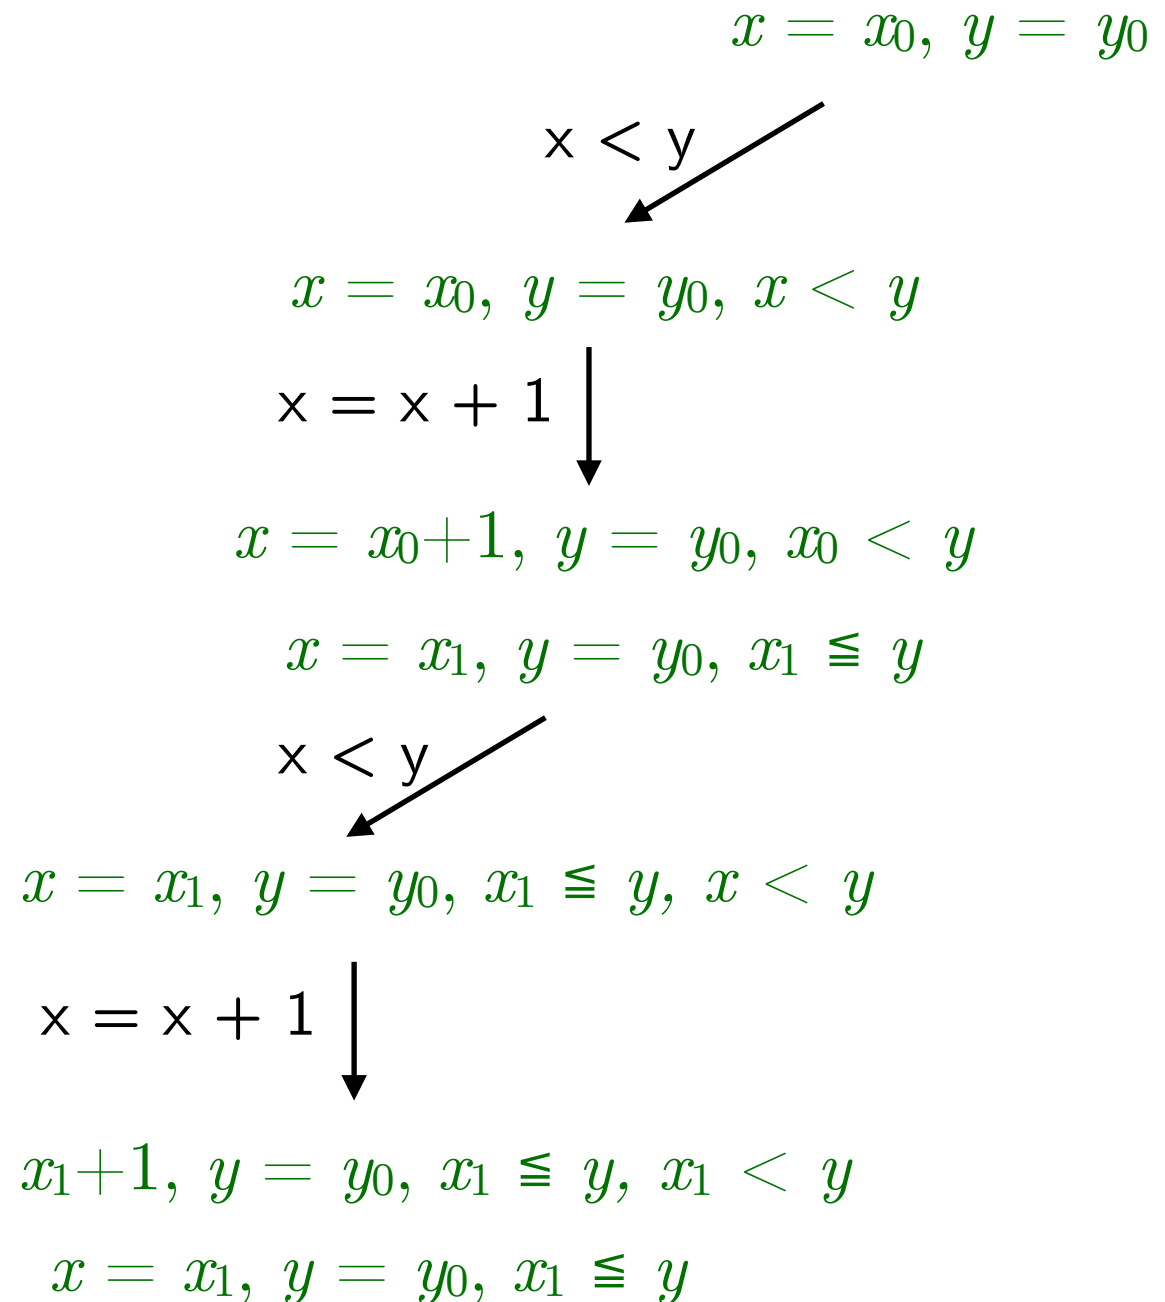 x = x₀, y = y₀
x < y
x = x₀, y = y₀, x < y
x = x + 1
x = x₀+1, y = y₀, x₀ < y
x = x₁, y = y₀, x₁ ≦ y
x < y
x = x₁, y = y₀, x₁ ≦ y, x < y
x = x + 1
x₁+1, y = y₀, x₁ ≦ y, x₁ < y
x = x₁, y = y₀, x₁ ≦ y